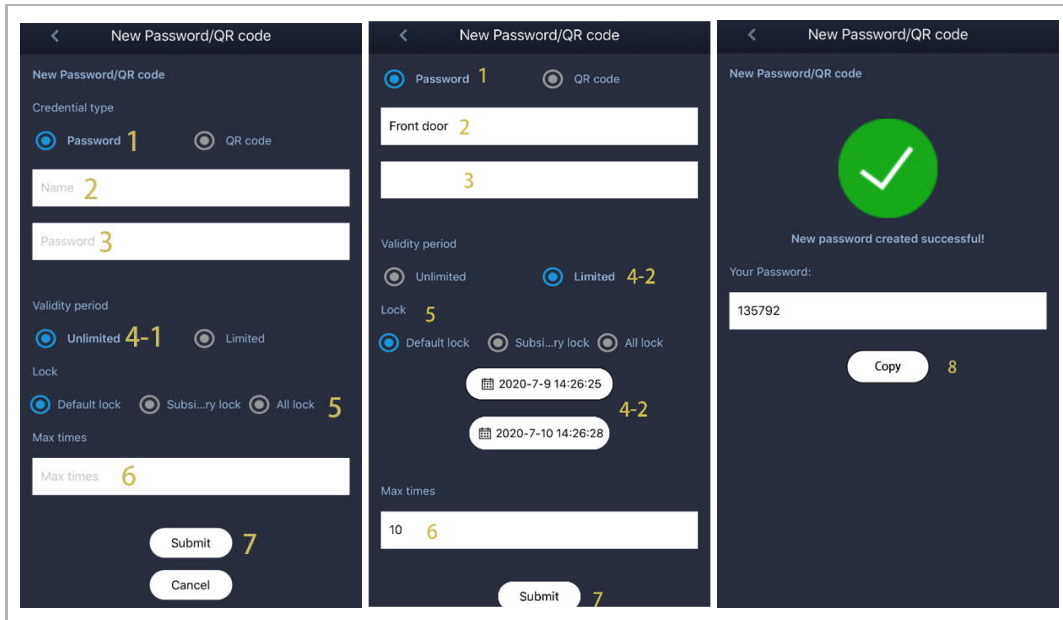 New Password/QR code
New Password/QR code
Credential type
Password 1 QR code
Name 2
Password 3
Validity period
Unlimited 4-1 Limited
Lock
Default lock Subsi...ry lock All lock 5
Max times
Max times 6
Submit 7
Cancel
New Password/QR code
Password 1 QR code
Front door 2
3
Validity period
Unlimited Limited 4-2
Lock 5
Default lock Subsi...ry lock All lock
2020-7-9 14:26:25
4-2
2020-7-10 14:26:28
Max times
10 6
Submit 7
New Password/QR code
New Password/QR code
New password created successful!
Your Password:
135792
Copy 8